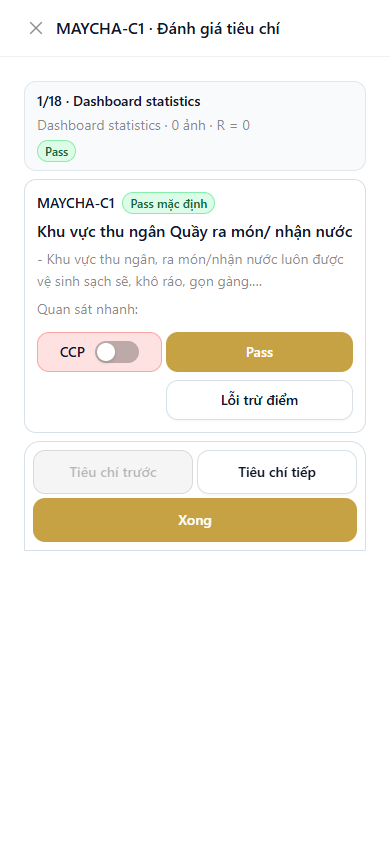 MAYCHA-C1 · Đánh giá tiêu chí
1/18 · Dashboard statistics
Dashboard statistics · 0 ảnh · R = 0
Pass
MAYCHA-C1 Pass mặc định
Khu vực thu ngân Quầy ra món/ nhận nước
- Khu vực thu ngân, ra món/nhận nước luôn được
vệ sinh sạch sẽ, khô ráo, gọn gàng....
Quan sát nhanh:
CCP Pass
Lỗi trừ điểm
Tiêu chí trước Tiêu chí tiếp
Xong